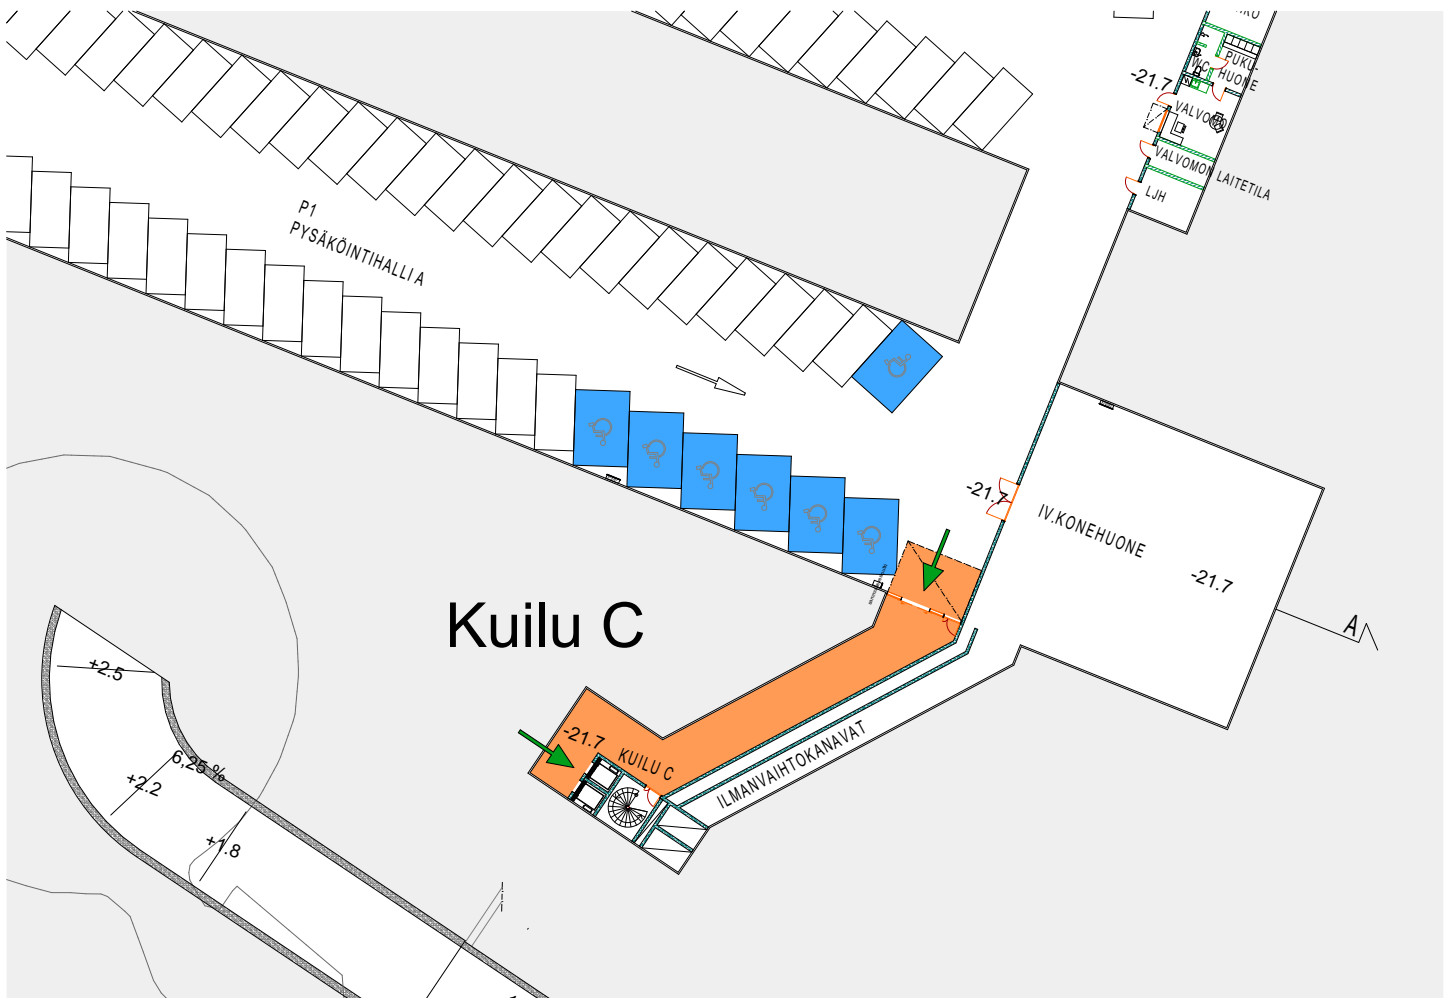 WC
PUKU-
HUONE
-21.7
VALVOMO
VALVOMON LAITETILA
LJH
P1
PYSÄKÖINTIHALLI A
-21.7
IV.KONEHUONE
-21.7
A
Kuilu C
+2.5
-21.7
KUILU C
6,25 %
+2.2
ILMANVAIHTOKANAVAT
+1.8